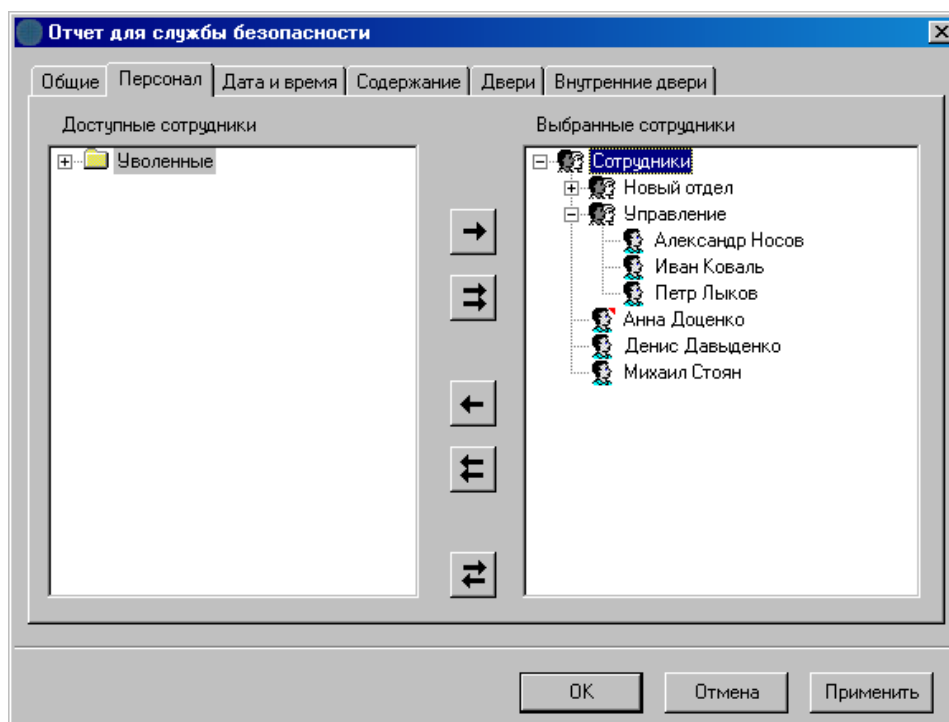 Отчет для службы безопасности
Общие Персонал Дата и время Содержание Двери Внутренние двери
Доступные сотрудники
Выбранные сотрудники
Уволенные
Сотрудники
Новый отдел
Управление
Александр Носов
Иван Коваль
Петр Лыков
Анна Доценко
Денис Давыденко
Михаил Стоян
OK Отмена Применить